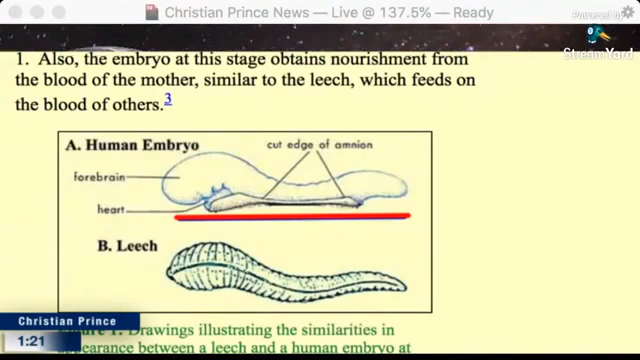 Christian Prince News — Live @ 137.5% — Ready
Powered by
StreamYard
1. Also, the embryo at this stage obtains nourishment from
the blood of the mother, similar to the leech, which feeds on
the blood of others.3
A. Human Embryo
cut edge of amnion
forebrain
heart
B. Leech
Christian Prince
1:21
Figure 1: Drawings illustrating the similarities in
appearance between a leech and a human embryo at